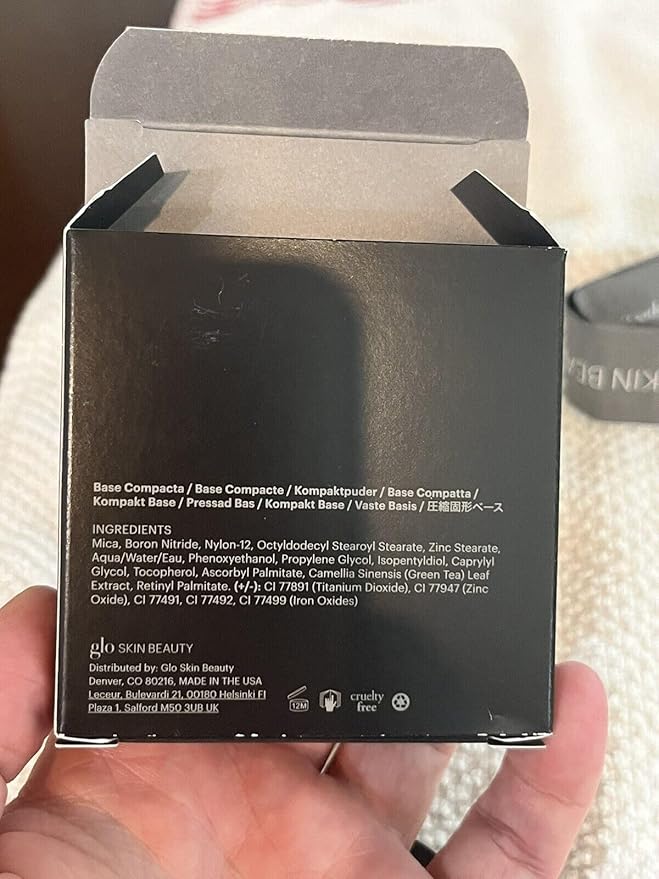 Base Compacta / Base Compacte / Kompaktpuder / Base Compatta /
Kompakt Base / Pressad Bas / Kompakt Base / Vaste Basis / 圧縮固形ベース
INGREDIENTS
Mica, Boron Nitride, Nylon-12, Octyldodecyl Stearoyl Stearate, Zinc Stearate,
Aqua/Water/Eau, Phenoxyethanol, Propylene Glycol, Isopentyldiol, Caprylyl
Glycol, Tocopherol, Ascorbyl Palmitate, Camellia Sinensis (Green Tea) Leaf
Extract, Retinyl Palmitate. (+/-): CI 77891 (Titanium Dioxide), CI 77947 (Zinc
Oxide), CI 77491, CI 77492, CI 77499 (Iron Oxides)
glo SKIN BEAUTY
Distributed by: Glo Skin Beauty
Denver, CO 80216, MADE IN THE USA
Leceur, Bulevardi 21, 00180 Helsinki FI
Plaza 1, Salford M50 3UB UK
12M
cruelty
free
SKIN BE